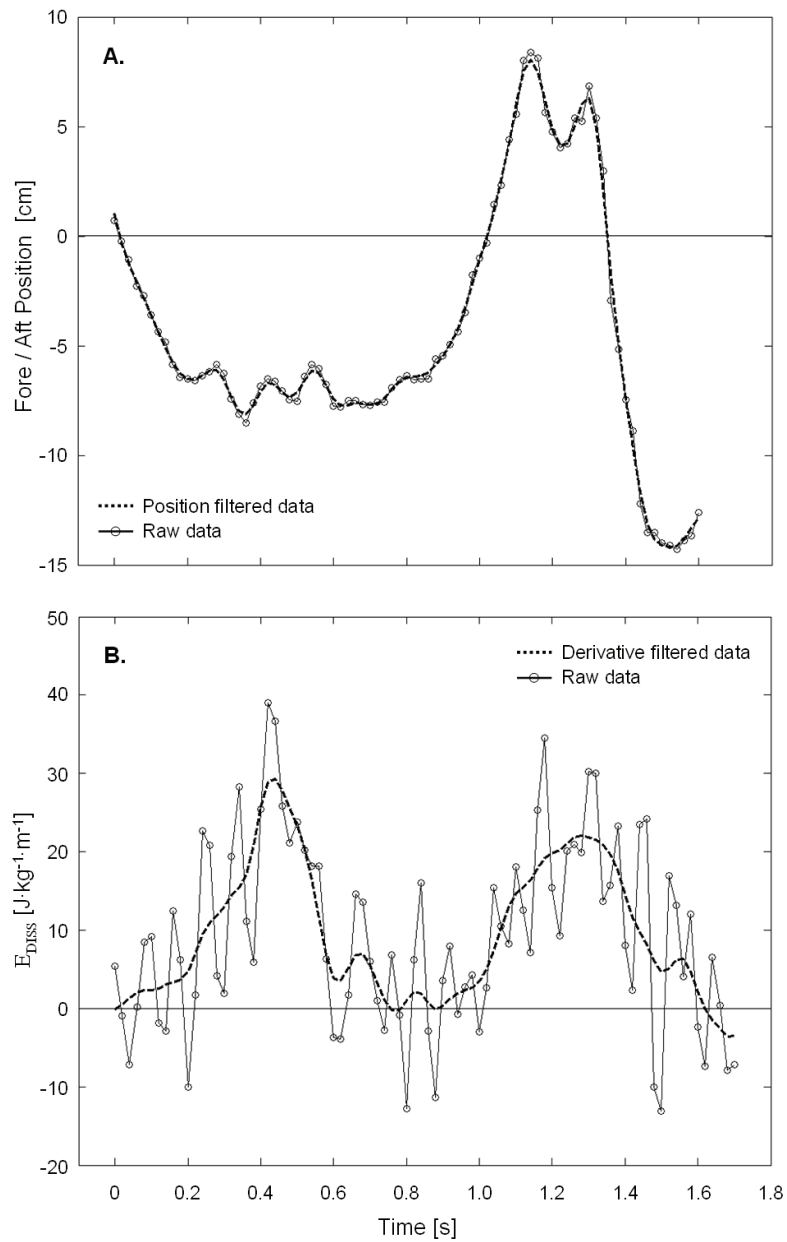 A.
10
5
0
-5
-10
-15
Fore / Aft Position [cm]
Position filtered data
Raw data
B.
50
40
30
20
10
0
-10
-20
E_DISS [J·kg⁻¹·m⁻¹]
Derivative filtered data
Raw data
0 0.2 0.4 0.6 0.8 1.0 1.2 1.4 1.6 1.8
Time [s]